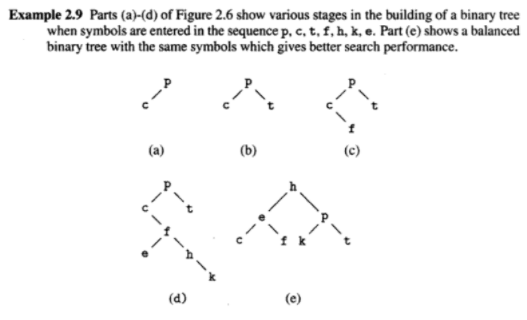 Example 2.9 Parts (a)-(d) of Figure 2.6 show various stages in the building of a binary tree
when symbols are entered in the sequence p, c, t, f, h, k, e. Part (e) shows a balanced
binary tree with the same symbols which gives better search performance.
p p p
c c t c t
f
(a) (b) (c)
p h
c t e p
f c f k t
e h
k
(d) (e)